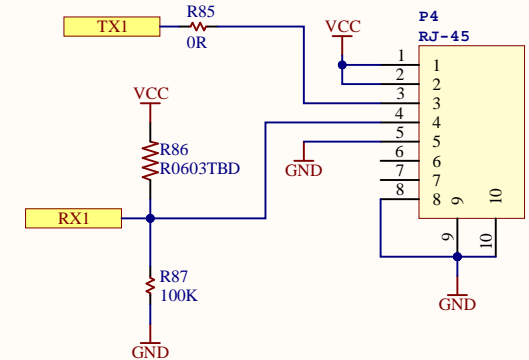 R85
TX1
0R
P4
RJ-45
VCC
1 1
2 2
3 3
4 4
5 5
6 6
7 7
8 8
9 10
9 10
GND
GND
VCC
R86
R0603TBD
RX1
R87
100K
GND